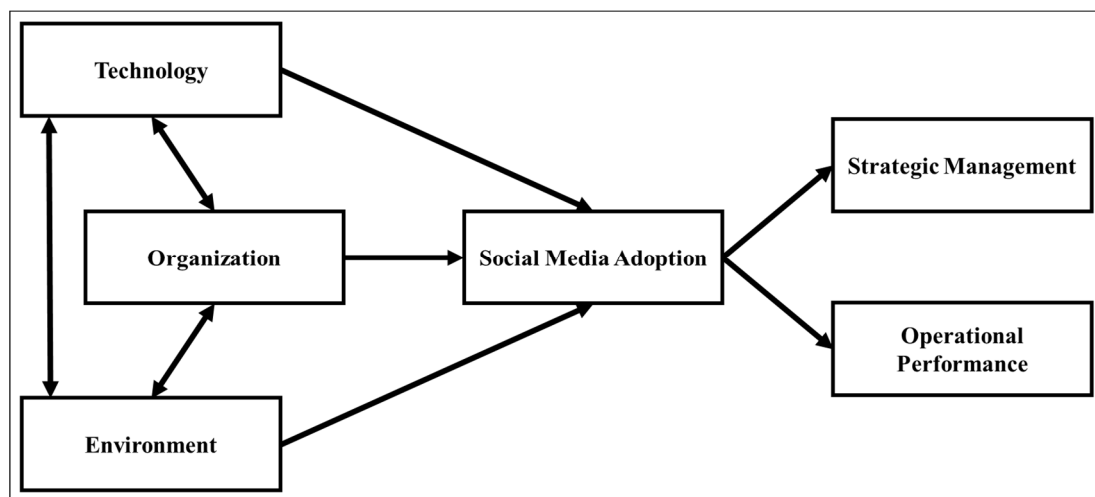 Technology
Strategic Management
Organization
Social Media Adoption
Operational
Performance
Environment